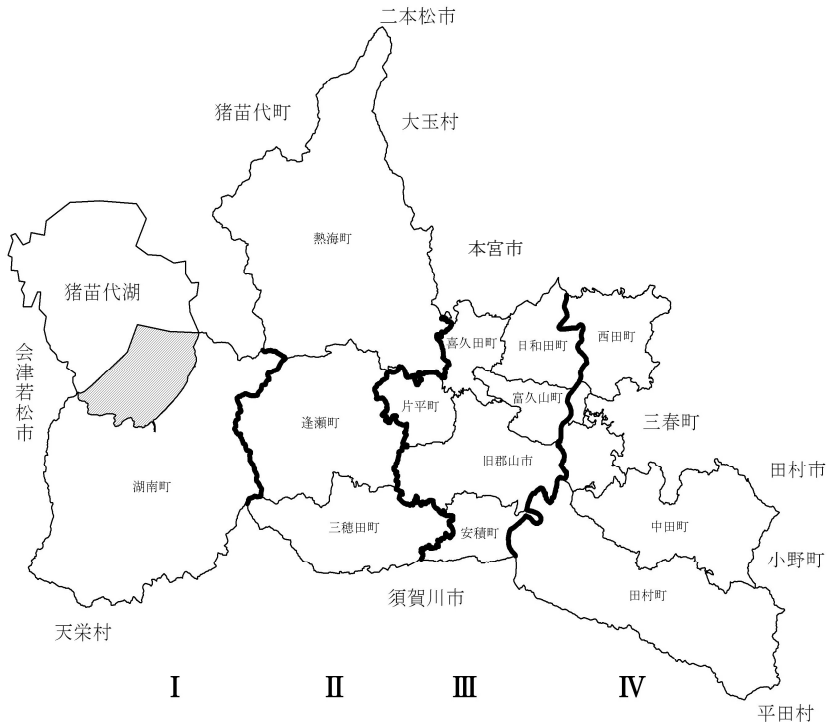 二本松市
猪苗代町
大玉村
熱海町
本宮市
猪苗代湖
喜久田町
日和田町
西田町
会津若松市
片平町
富久山町
逢瀬町
三春町
旧郡山市
田村市
湖南町
三穂田町
安積町
中田町
小野町
須賀川市
田村町
天栄村
Ⅰ
Ⅱ
Ⅲ
Ⅳ
平田村